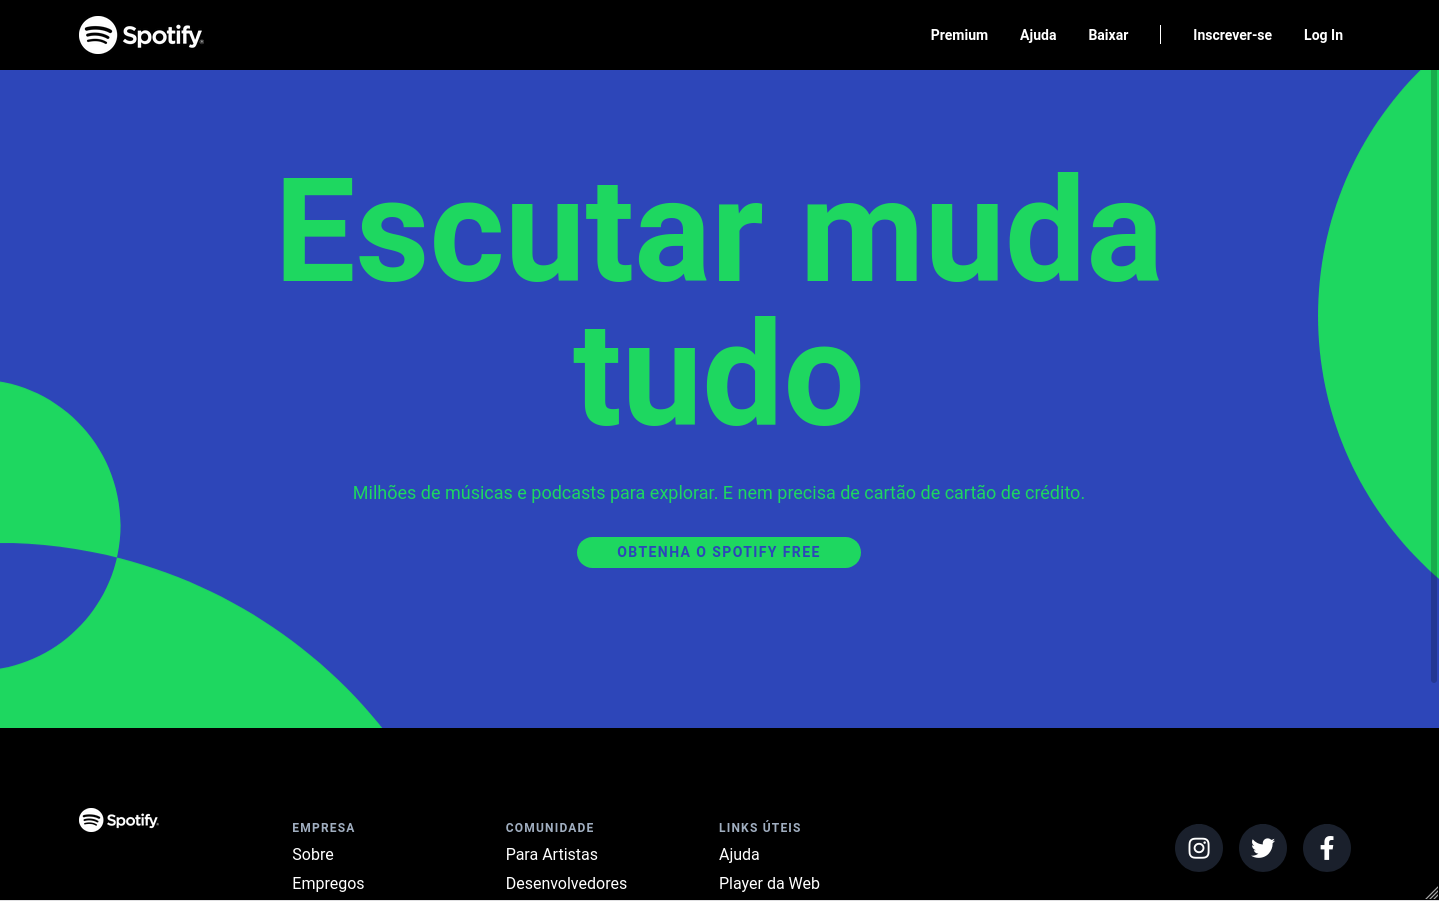 Spotify
Premium
Ajuda
Baixar
Inscrever-se
Log In
Escutar muda
tudo
Milhões de músicas e podcasts para explorar. E nem precisa de cartão de cartão de crédito.
OBTENHA O SPOTIFY FREE
Spotify
EMPRESA
Sobre
Empregos
COMUNIDADE
Para Artistas
Desenvolvedores
LINKS ÚTEIS
Ajuda
Player da Web